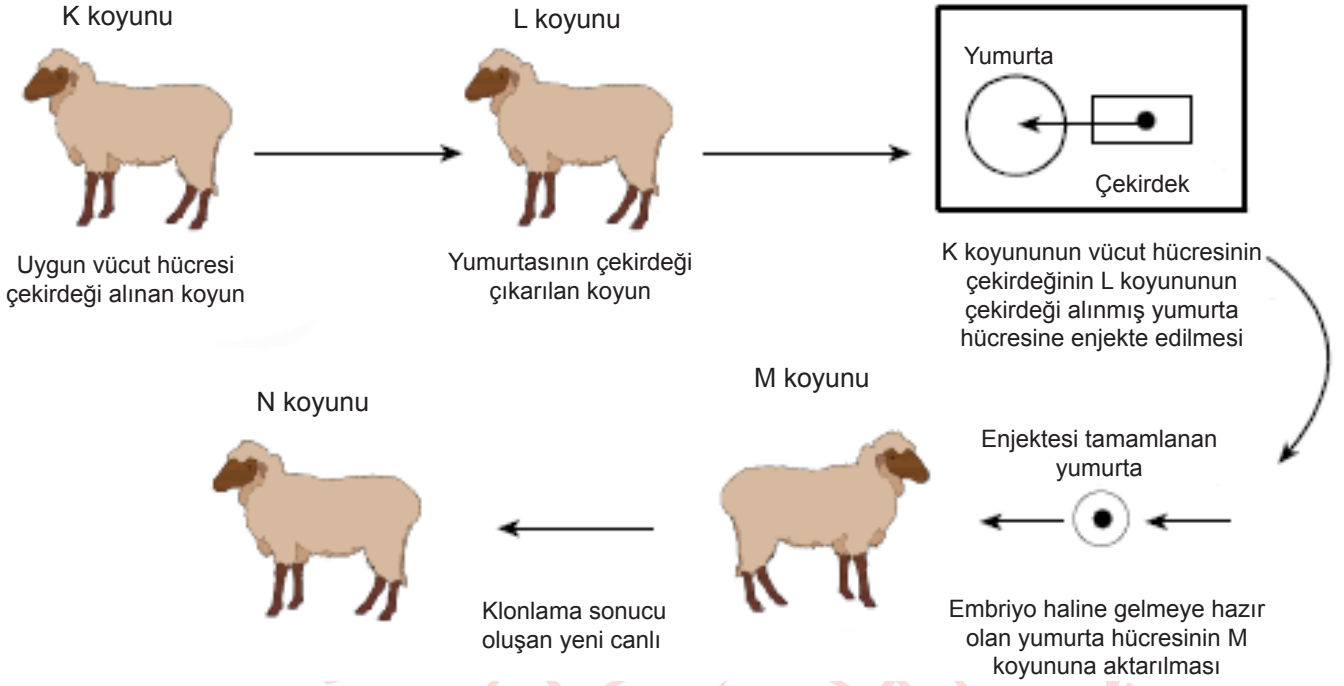 K koyunu
L koyunu
Yumurta
Çekirdek
Uygun vücut hücresi
çekirdeği alınan koyun
Yumurtasının çekirdeği
çıkarılan koyun
K koyununun vücut hücresinin
çekirdeğinin L koyununun
çekirdeği alınmış yumurta
hücresine enjekte edilmesi
N koyunu
M koyunu
Enjektesi tamamlanan
yumurta
Klonlama sonucu
oluşan yeni canlı
Embriyo haline gelmeye hazır
olan yumurta hücresinin M
koyununa aktarılması